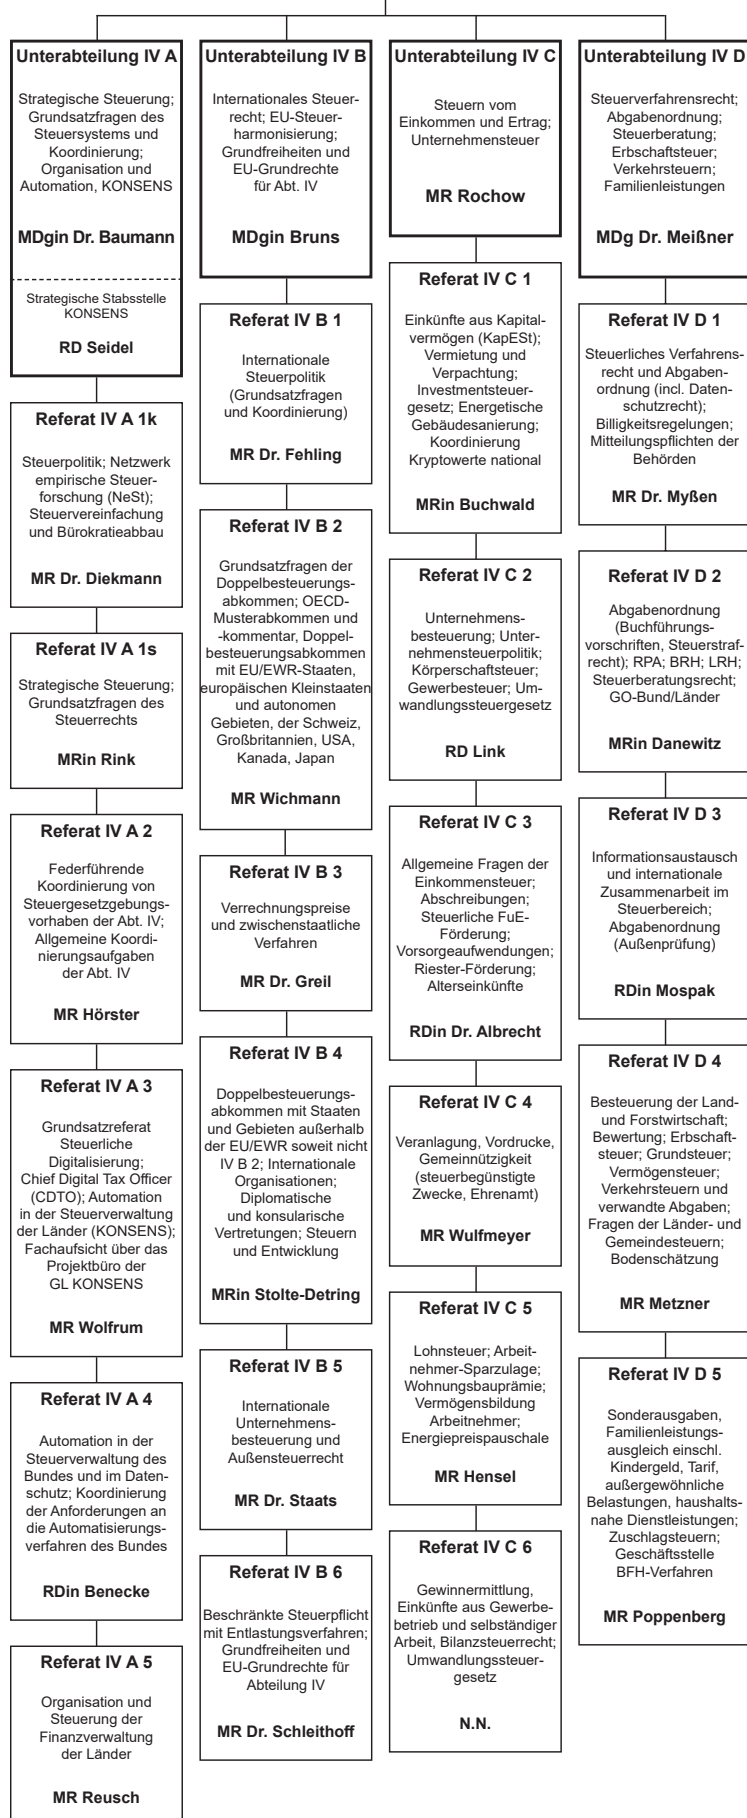 Unterabteilung IV A
Strategische Steuerung;
Grundsatzfragen des
Steuersystems und
Koordinierung;
Organisation und
Automation, KONSENS
MDgin Dr. Baumann
Strategische Stabsstelle
KONSENS
RD Seidel
Referat IV A 1k
Steuerpolitik; Netzwerk
empirische Steuer-
forschung (NeSt);
Steuervereinfachung
und Bürokratieabbau
MR Dr. Diekmann
Referat IV A 1s
Strategische Steuerung;
Grundsatzfragen des
Steuerrechts
MRin Rink
Referat IV A 2
Federführende
Koordinierung von
Steuergesetzgebungs-
vorhaben der Abt. IV;
Allgemeine Koordi-
nierungsaufgaben
der Abt. IV
MR Hörster
Referat IV A 3
Grundsatzreferat
Steuerliche
Digitalisierung;
Chief Digital Tax Officer
(CDTO); Automation
in der Steuerverwaltung
der Länder (KONSENS);
Fachaufsicht über das
Projektbüro der
GL KONSENS
MR Wolfrum
Referat IV A 4
Automation in der
Steuerverwaltung des
Bundes und im Daten-
schutz; Koordinierung
der Anforderungen an
die Automatisierungs-
verfahren des Bundes
RDin Benecke
Referat IV A 5
Organisation und
Steuerung der
Finanzverwaltung
der Länder
MR Reusch
Unterabteilung IV B
Internationales Steuer-
recht; EU-Steuer-
harmonisierung;
Grundfreiheiten und
EU-Grundrechte
für Abt. IV
MDgin Bruns
Referat IV B 1
Internationale
Steuerpolitik
(Grundsatzfragen
und Koordinierung)
MR Dr. Fehling
Referat IV B 2
Grundsatzfragen der
Doppelbesteuerungs-
abkommen; OECD-
Musterabkommen und
-kommentar, Doppel-
besteuerungsabkommen
mit EU/EWR-Staaten,
europäischen Kleinstaaten
und autonomen
Gebieten, der Schweiz,
Großbritannien, USA,
Kanada, Japan
MR Wichmann
Referat IV B 3
Verrechnungspreise
und zwischenstaatliche
Verfahren
MR Dr. Greil
Referat IV B 4
Doppelbesteuerungs-
abkommen mit Staaten
und Gebieten außerhalb
der EU/EWR soweit nicht
IV B 2; Internationale
Organisationen;
Diplomatische
und konsularische
Vertretungen; Steuern
und Entwicklung
MRin Stolte-Detring
Referat IV B 5
Internationale
Unternehmens-
besteuerung und
Außensteuerrecht
MR Dr. Staats
Referat IV B 6
Beschränkte Steuerpflicht
mit Entlastungsverfahren;
Grundfreiheiten und
EU-Grundrechte für
Abteilung IV
MR Dr. Schleithoff
Unterabteilung IV C
Steuern vom
Einkommen und Ertrag;
Unternehmensteuer
MR Rochow
Referat IV C 1
Einkünfte aus Kapital-
vermögen (KapESt);
Vermietung und
Verpachtung;
Investmentsteuer-
gesetz; Energetische
Gebäudesanierung;
Koordinierung
Kryptowerte national
MRin Buchwald
Referat IV C 2
Unternehmens-
besteuerung; Unter-
nehmensteuerpolitik;
Körperschaftsteuer;
Gewerbesteuer; Um-
wandlungssteuergesetz
RD Link
Referat IV C 3
Allgemeine Fragen der
Einkommensteuer;
Abschreibungen;
Steuerliche FuE-
Förderung;
Vorsorgeaufwendungen;
Riester-Förderung;
Alterseinkünfte
RDin Dr. Albrecht
Referat IV C 4
Veranlagung, Vordrucke,
Gemeinnützigkeit
(steuerbegünstigte
Zwecke, Ehrenamt)
MR Wulfmeyer
Referat IV C 5
Lohnsteuer; Arbeit-
nehmer-Sparzulage;
Wohnungsbauprämie;
Vermögensbildung
Arbeitnehmer;
Energiepreispauschale
MR Hensel
Referat IV C 6
Gewinnermittlung,
Einkünfte aus Gewerbe-
betrieb und selbständiger
Arbeit, Bilanzsteuerrecht;
Umwandlungssteuer-
gesetz
N.N.
Unterabteilung IV D
Steuerverfahrensrecht;
Abgabenordnung;
Steuerberatung;
Erbschaftsteuer;
Verkehrsteuern;
Familienleistungen
MDg Dr. Meißner
Referat IV D 1
Steuerliches Verfahrens-
recht und Abgaben-
ordnung (incl. Daten-
schutzrecht);
Billigkeitsregelungen;
Mitteilungspflichten der
Behörden
MR Dr. Myßen
Referat IV D 2
Abgabenordnung
(Buchführungs-
vorschriften, Steuerstraf-
recht); RPA; BRH; LRH;
Steuerberatungsrecht;
GO-Bund/Länder
MRin Danewitz
Referat IV D 3
Informationsaustausch
und internationale
Zusammenarbeit im
Steuerbereich;
Abgabenordnung
(Außenprüfung)
RDin Mospak
Referat IV D 4
Besteuerung der Land-
und Forstwirtschaft;
Bewertung; Erbschaft-
steuer; Grundsteuer;
Vermögensteuer;
Verkehrsteuern und
verwandte Abgaben;
Fragen der Länder- und
Gemeindesteuern;
Bodenschätzung
MR Metzner
Referat IV D 5
Sonderausgaben,
Familienleistungs-
ausgleich einschl.
Kindergeld, Tarif,
außergewöhnliche
Belastungen, haushalts-
nahe Dienstleistungen;
Zuschlagsteuern;
Geschäftsstelle
BFH-Verfahren
MR Poppenberg